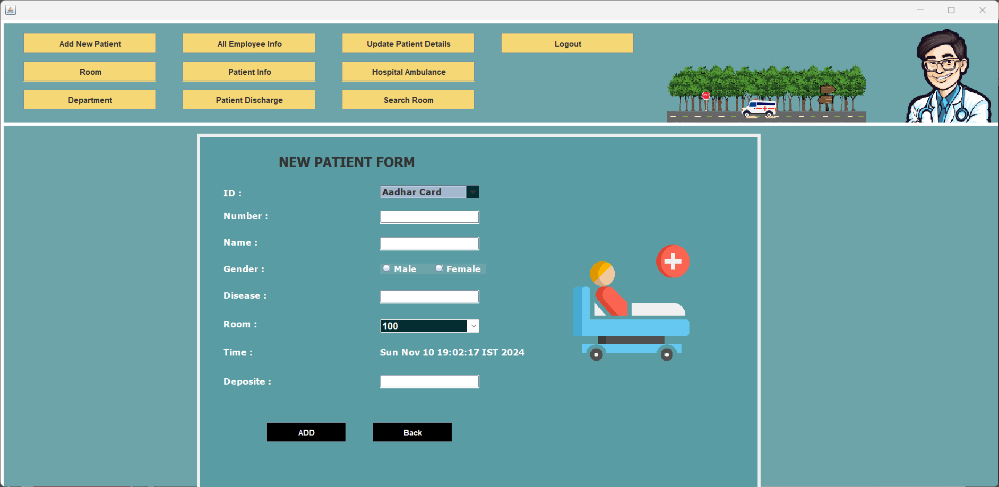 Add New Patient All Employee Info Update Patient Details Logout
Room Patient Info Hospital Ambulance
Department Patient Discharge Search Room
NEW PATIENT FORM
ID : Aadhar Card
Number :
Name :
Gender : Male Female
Disease :
Room : 100
Time : Sun Nov 10 19:02:17 IST 2024
Deposite :
ADD Back